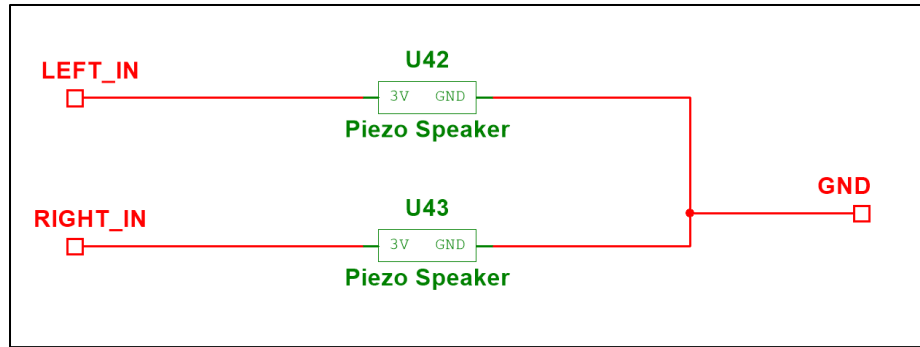 U42
LEFT_IN
3V GND
Piezo Speaker
GND
U43
RIGHT_IN
3V GND
Piezo Speaker